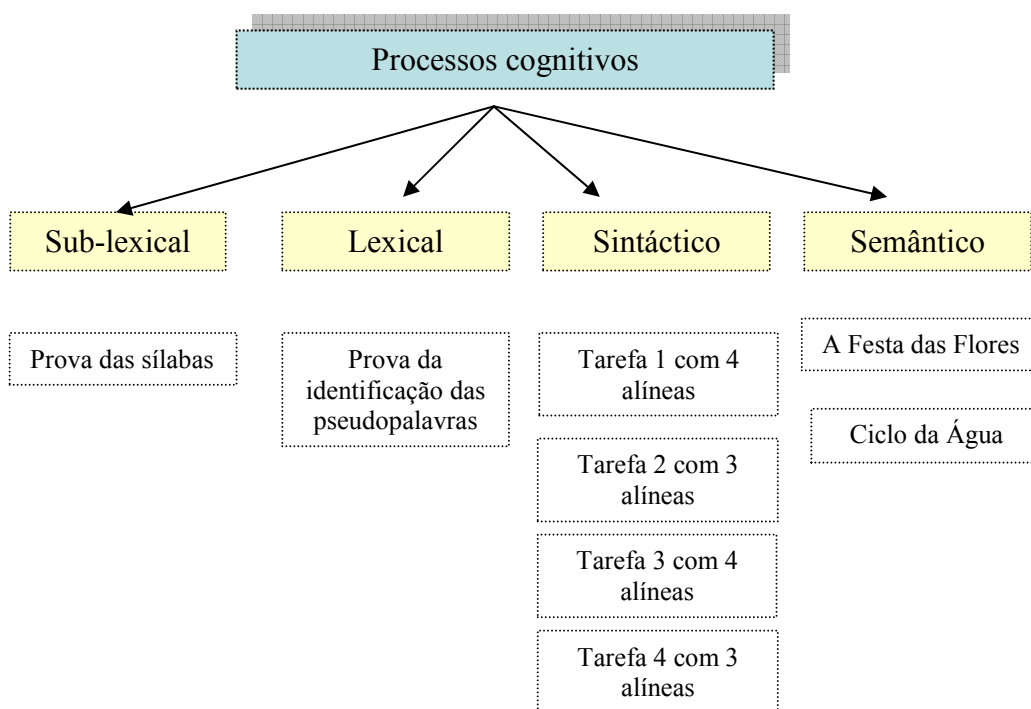 Processos cognitivos
Sub-lexical
Lexical
Sintáctico
Semântico
Prova das sílabas
Prova da
identificação das
pseudopalavras
Tarefa 1 com 4
alíneas
Tarefa 2 com 3
alíneas
Tarefa 3 com 4
alíneas
Tarefa 4 com 3
alíneas
A Festa das Flores
Ciclo da Água